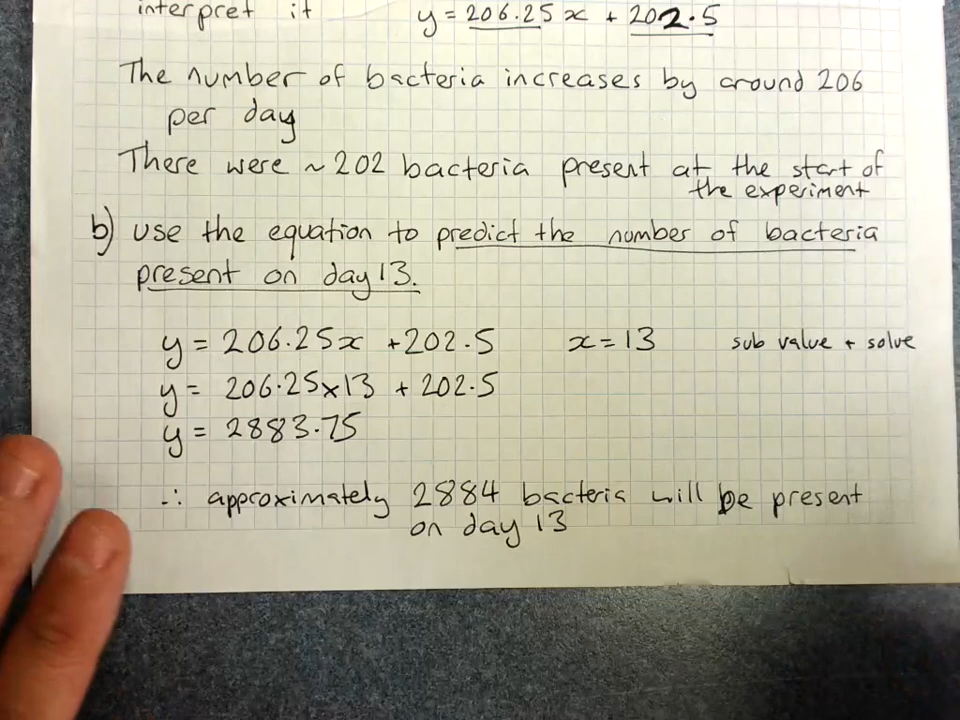 interpret it y = 206.25x + 202.5
The number of bacteria increases by around 206
per day
There were ~ 202 bacteria present at the start of
the experiment
b) use the equation to predict the number of bacteria
present on day 13.
y = 206.25x + 202.5 x = 13 sub value + solve
y = 206.25 x 13 + 202.5
y = 2883.75
∴ approximately 2884 bacteria will be present
on day 13